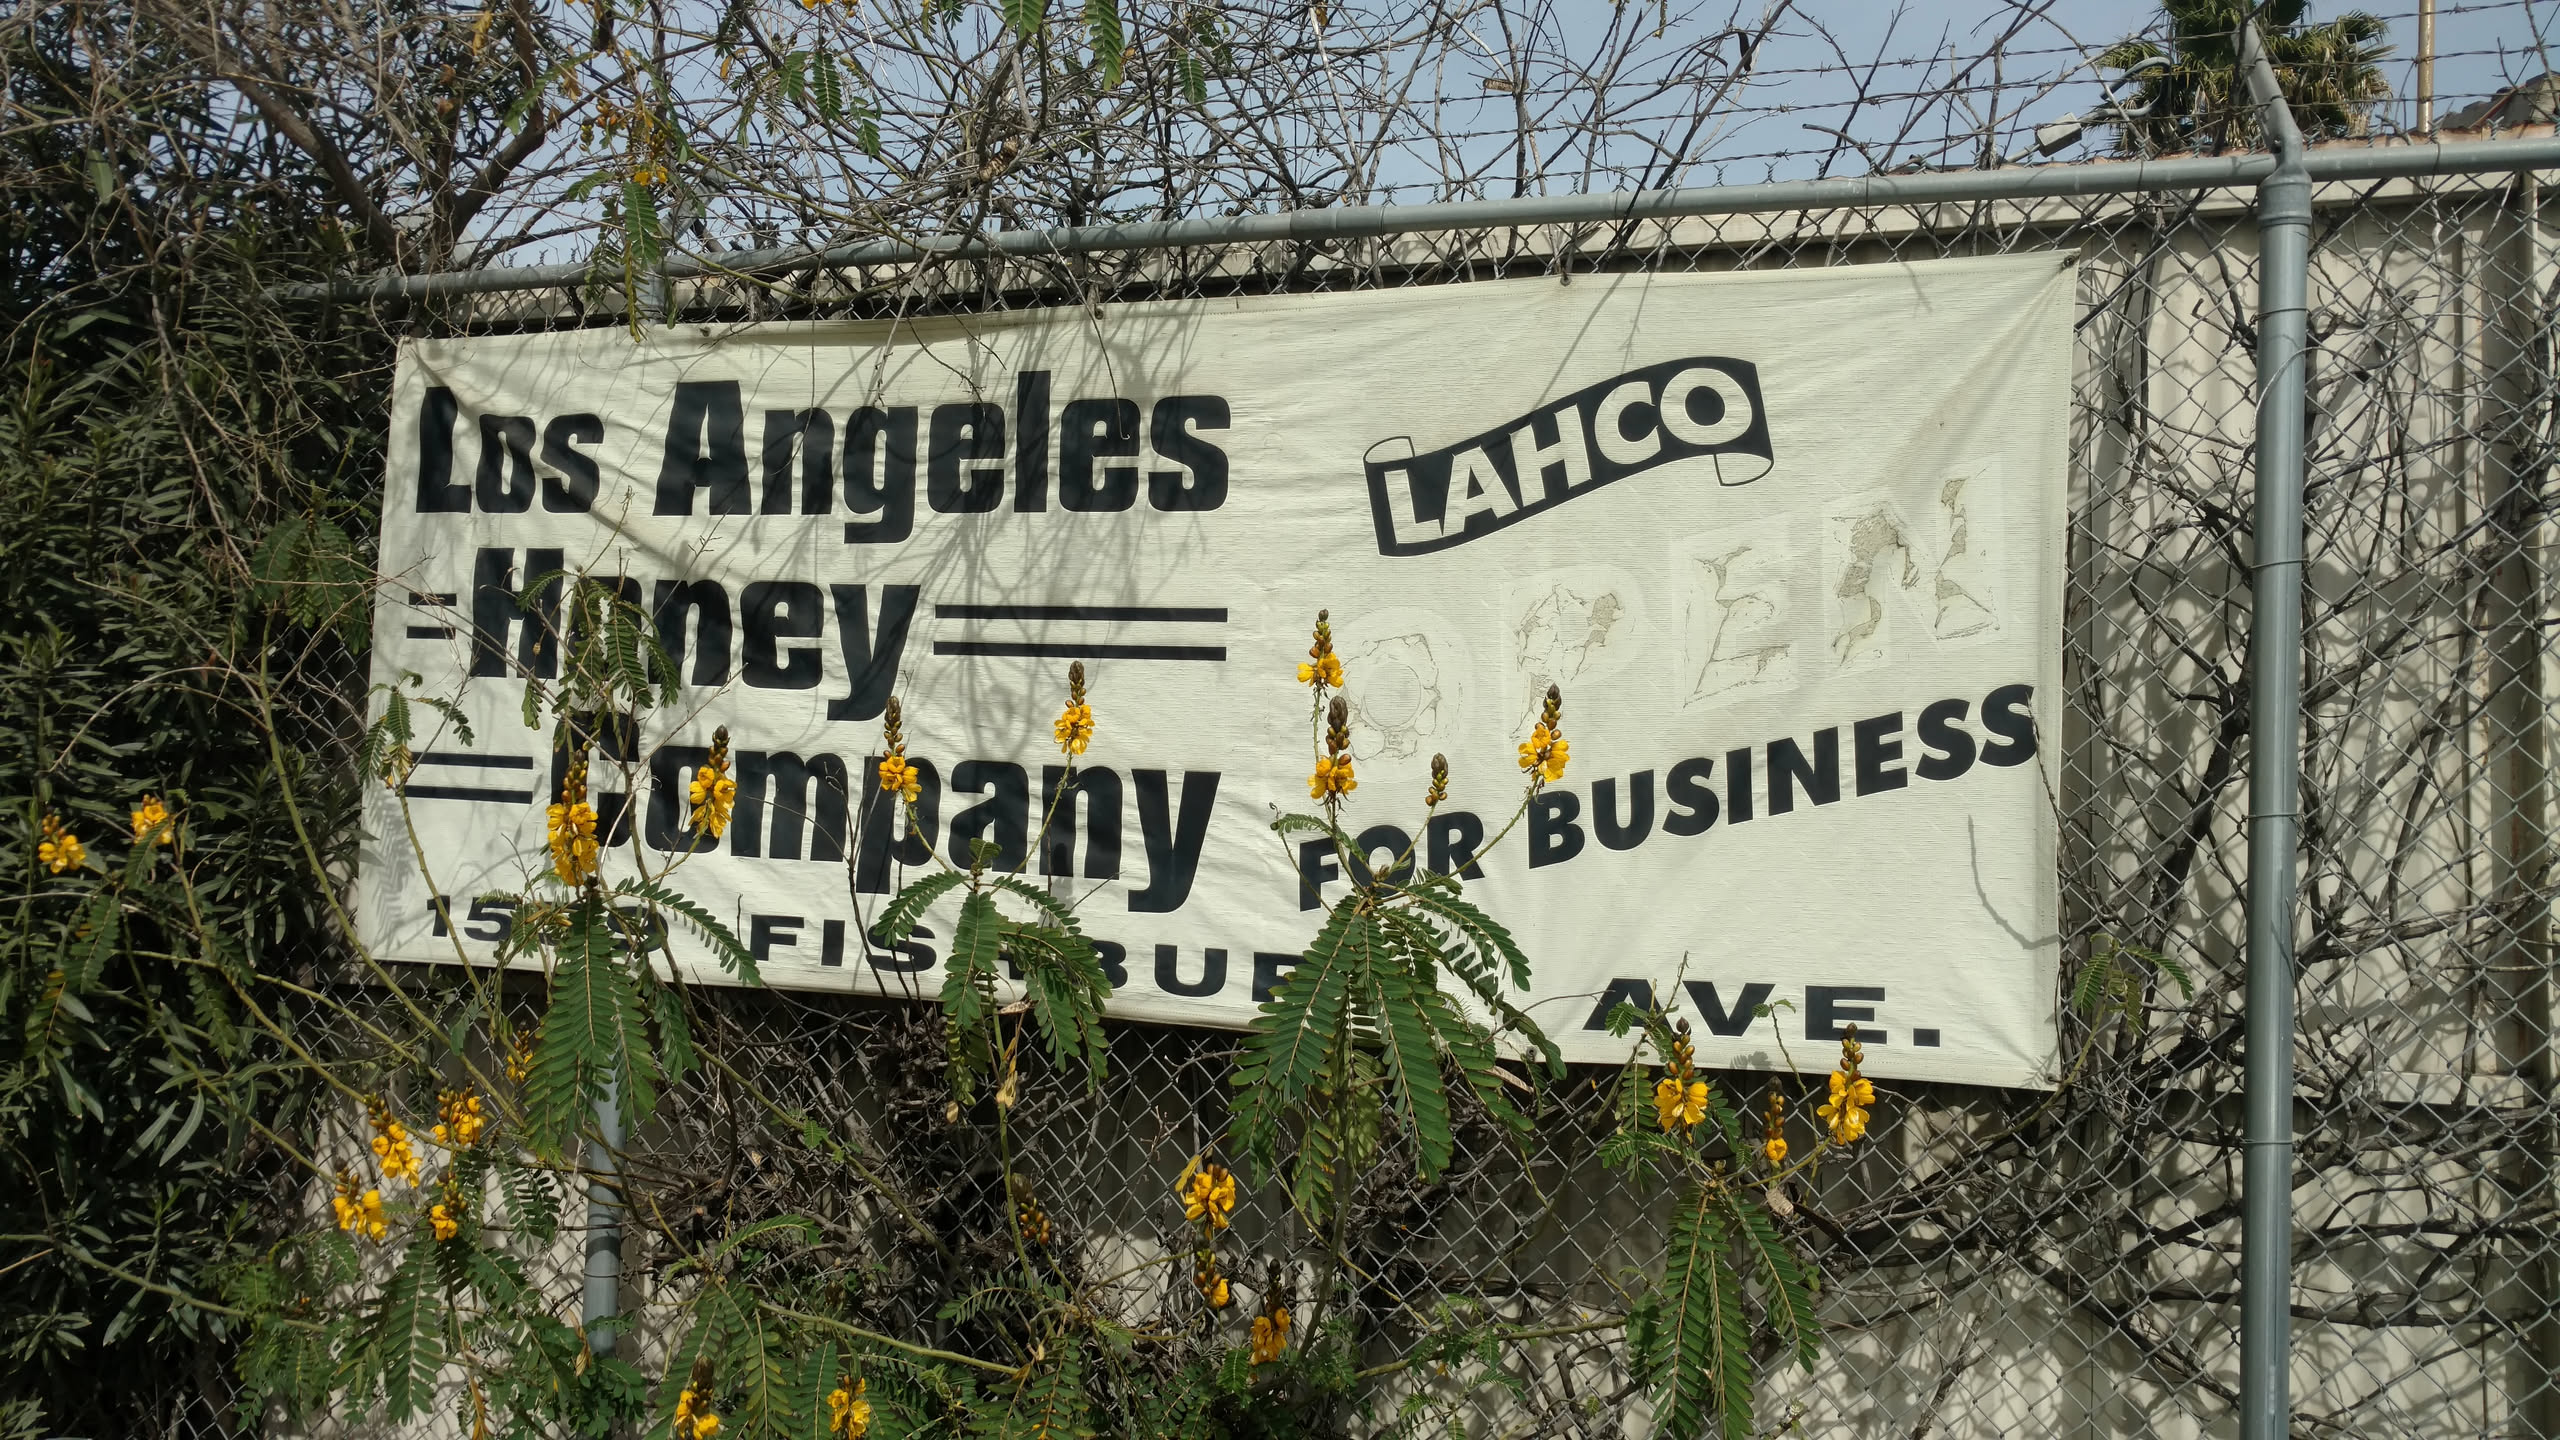 Los Angeles
Honey
Company
LAHCO
OPEN
FOR BUSINESS
AVE.